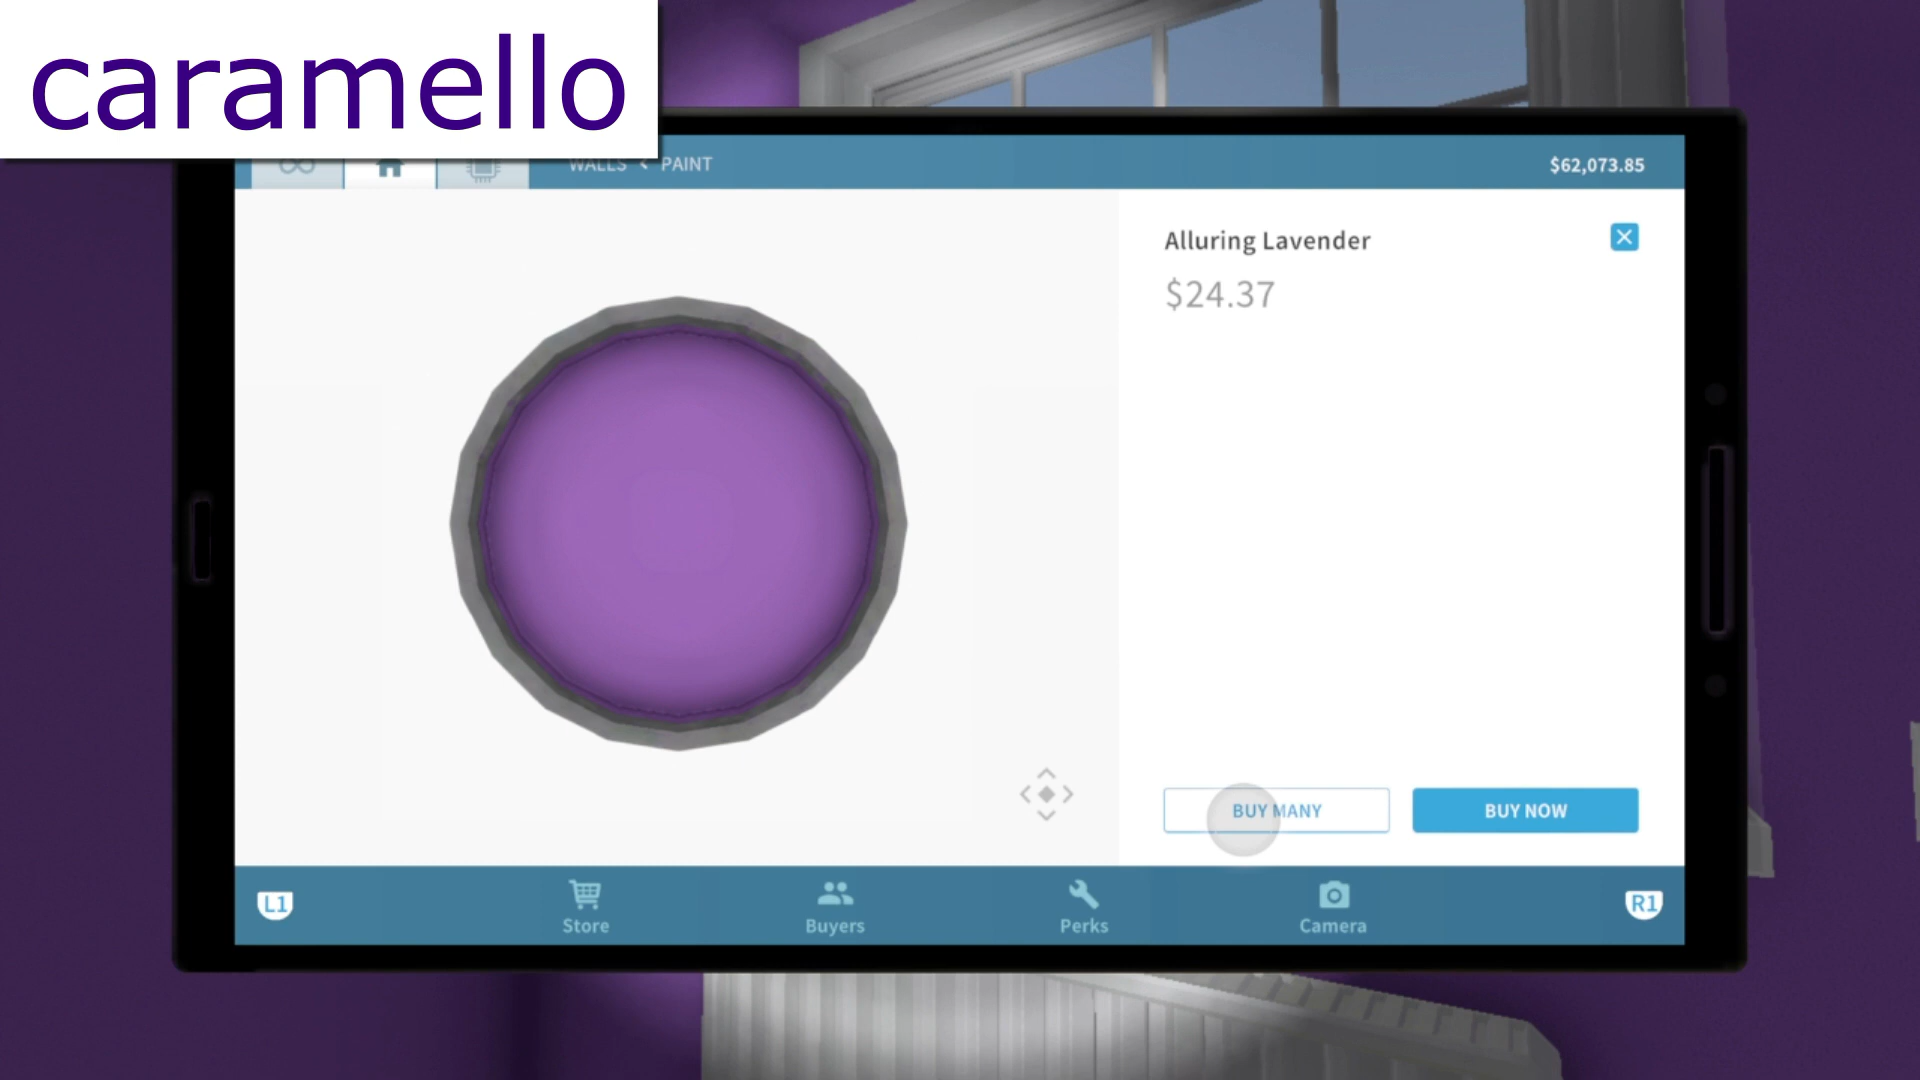 caramello
WALLS < PAINT
$62,073.85
Alluring Lavender
$24.37
BUY MANY
BUY NOW
L1
Store
Buyers
Perks
Camera
R1